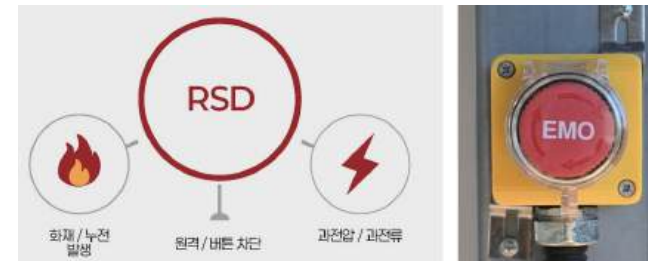 RSD
화재 / 누전
발생
원격 / 버튼 차단
과전압 / 과전류
EMO